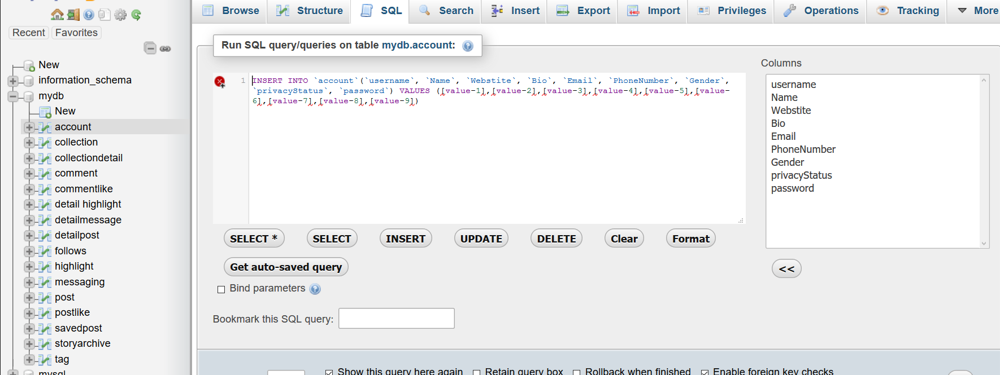 Browse
Structure
SQL
Search
Insert
Export
Import
Privileges
Operations
Tracking
More
Recent
Favorites
New
information_schema
mydb
New
account
collection
collectiondetail
comment
commentlike
detail highlight
detailmessage
detailpost
follows
highlight
messaging
post
postlike
savedpost
storyarchive
tag
mysql
Run SQL query/queries on table mydb.account:
1
INSERT INTO `account`(`username`, `Name`, `Webstite`, `Bio`, `Email`, `PhoneNumber`, `Gender`,
`privacyStatus`, `password`) VALUES ([value-1],[value-2],[value-3],[value-4],[value-5],[value-
6],[value-7],[value-8],[value-9])
Columns
username
Name
Webstite
Bio
Email
PhoneNumber
Gender
privacyStatus
password
<<
SELECT *
SELECT
INSERT
UPDATE
DELETE
Clear
Format
Get auto-saved query
Bind parameters
Bookmark this SQL query:
Show this query here again
Retain query box
Rollback when finished
Enable foreign key checks